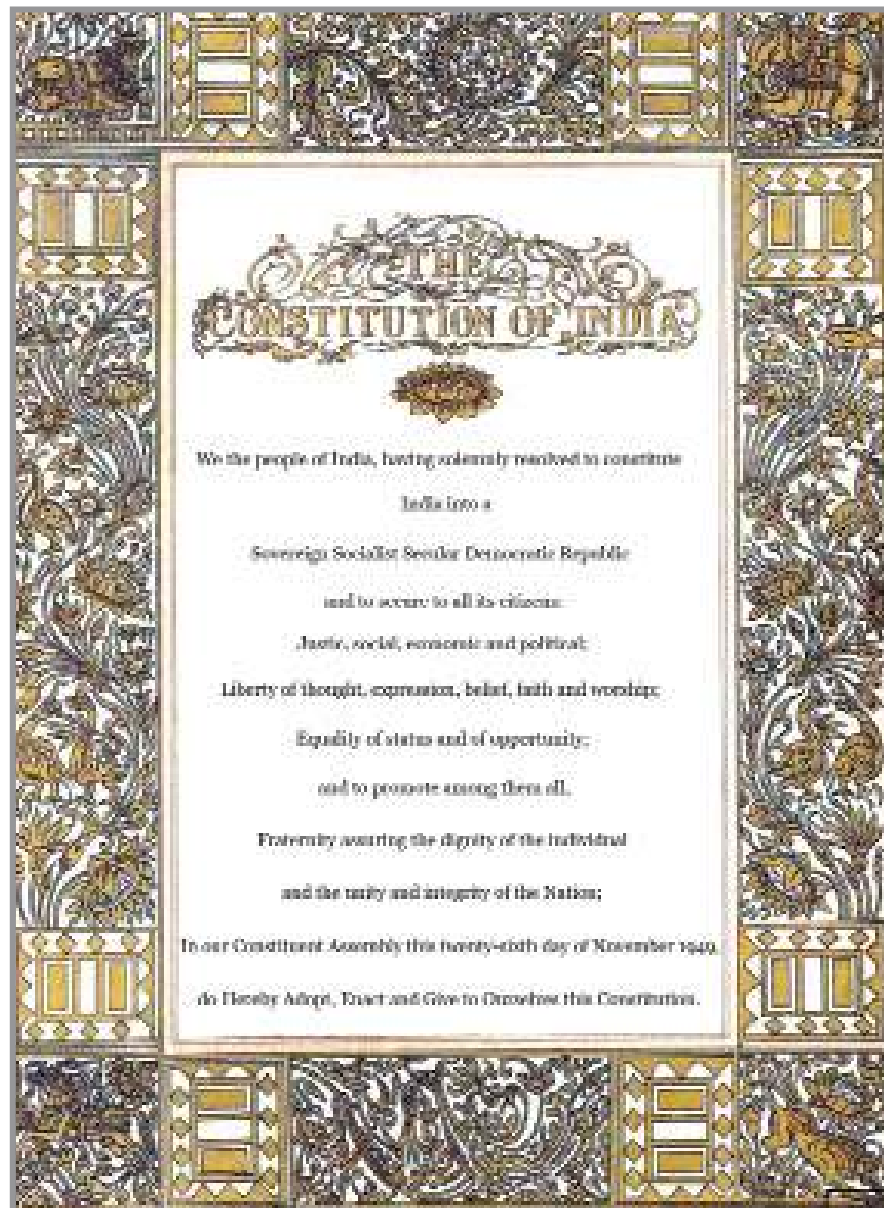 THE
CONSTITUTION OF INDIA
We the people of India, having solemnly resolved to constitute
India into a
Sovereign Socialist Secular Democratic Republic
and to secure to all its citizens:
Justic, social, economic and political;
Liberty of thought, expression, belief, faith and worship;
Equality of status and of opportunity;
and to promote among them all,
Fraternity assuring the dignity of the individual
and the unity and integrity of the Nation;
In our Constituent Assembly this twenty-sixth day of November 1949,
do Hereby Adopt, Enact and Give to Ourselves this Constitution.